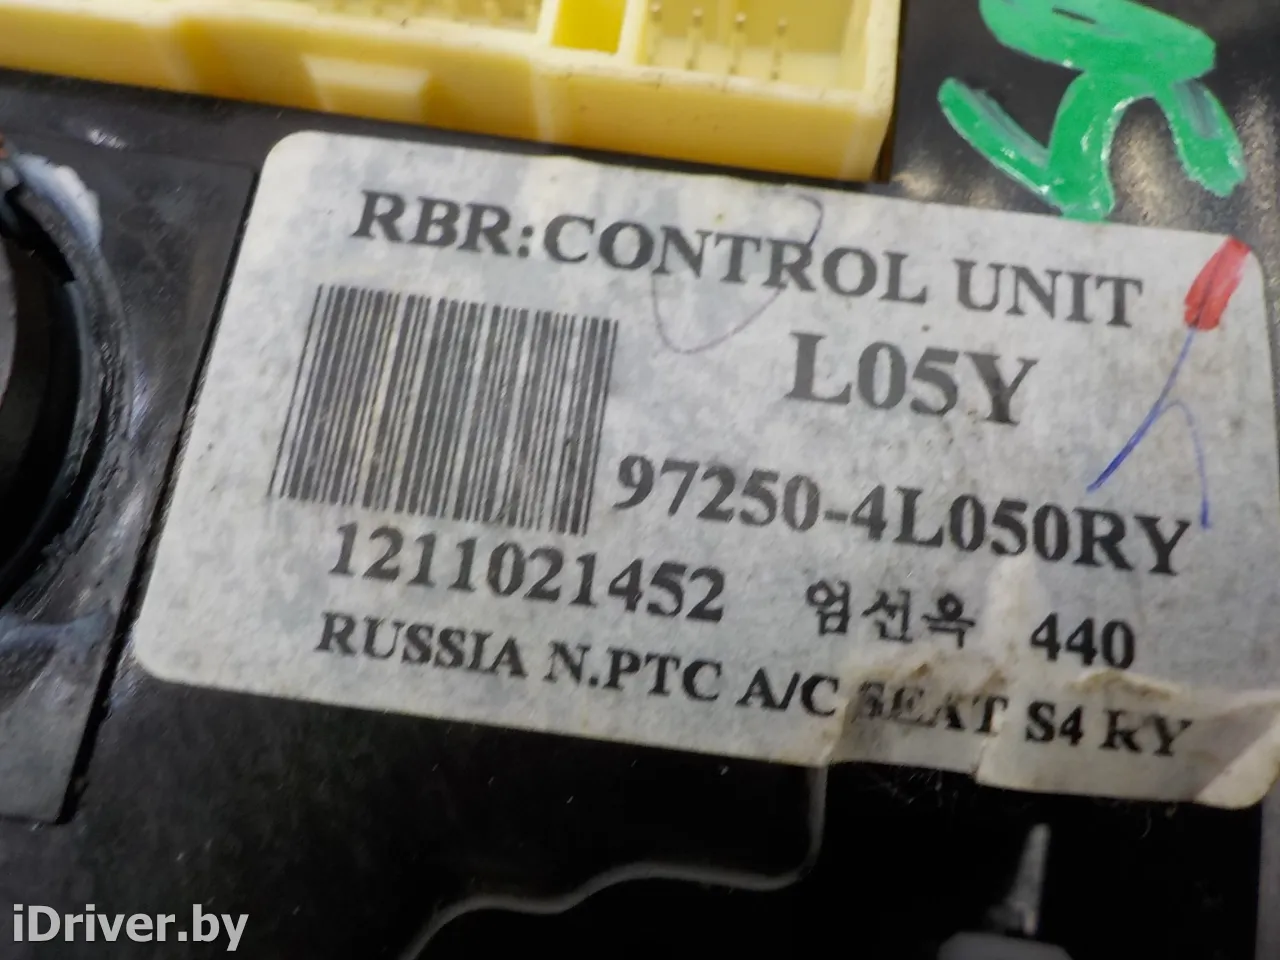 RBR:CONTROL UNIT
L05Y
97250-4L050RY
1211021452 엄선옥 440
RUSSIA N.PTC A/C SEAT S4 RY
iDriver.by